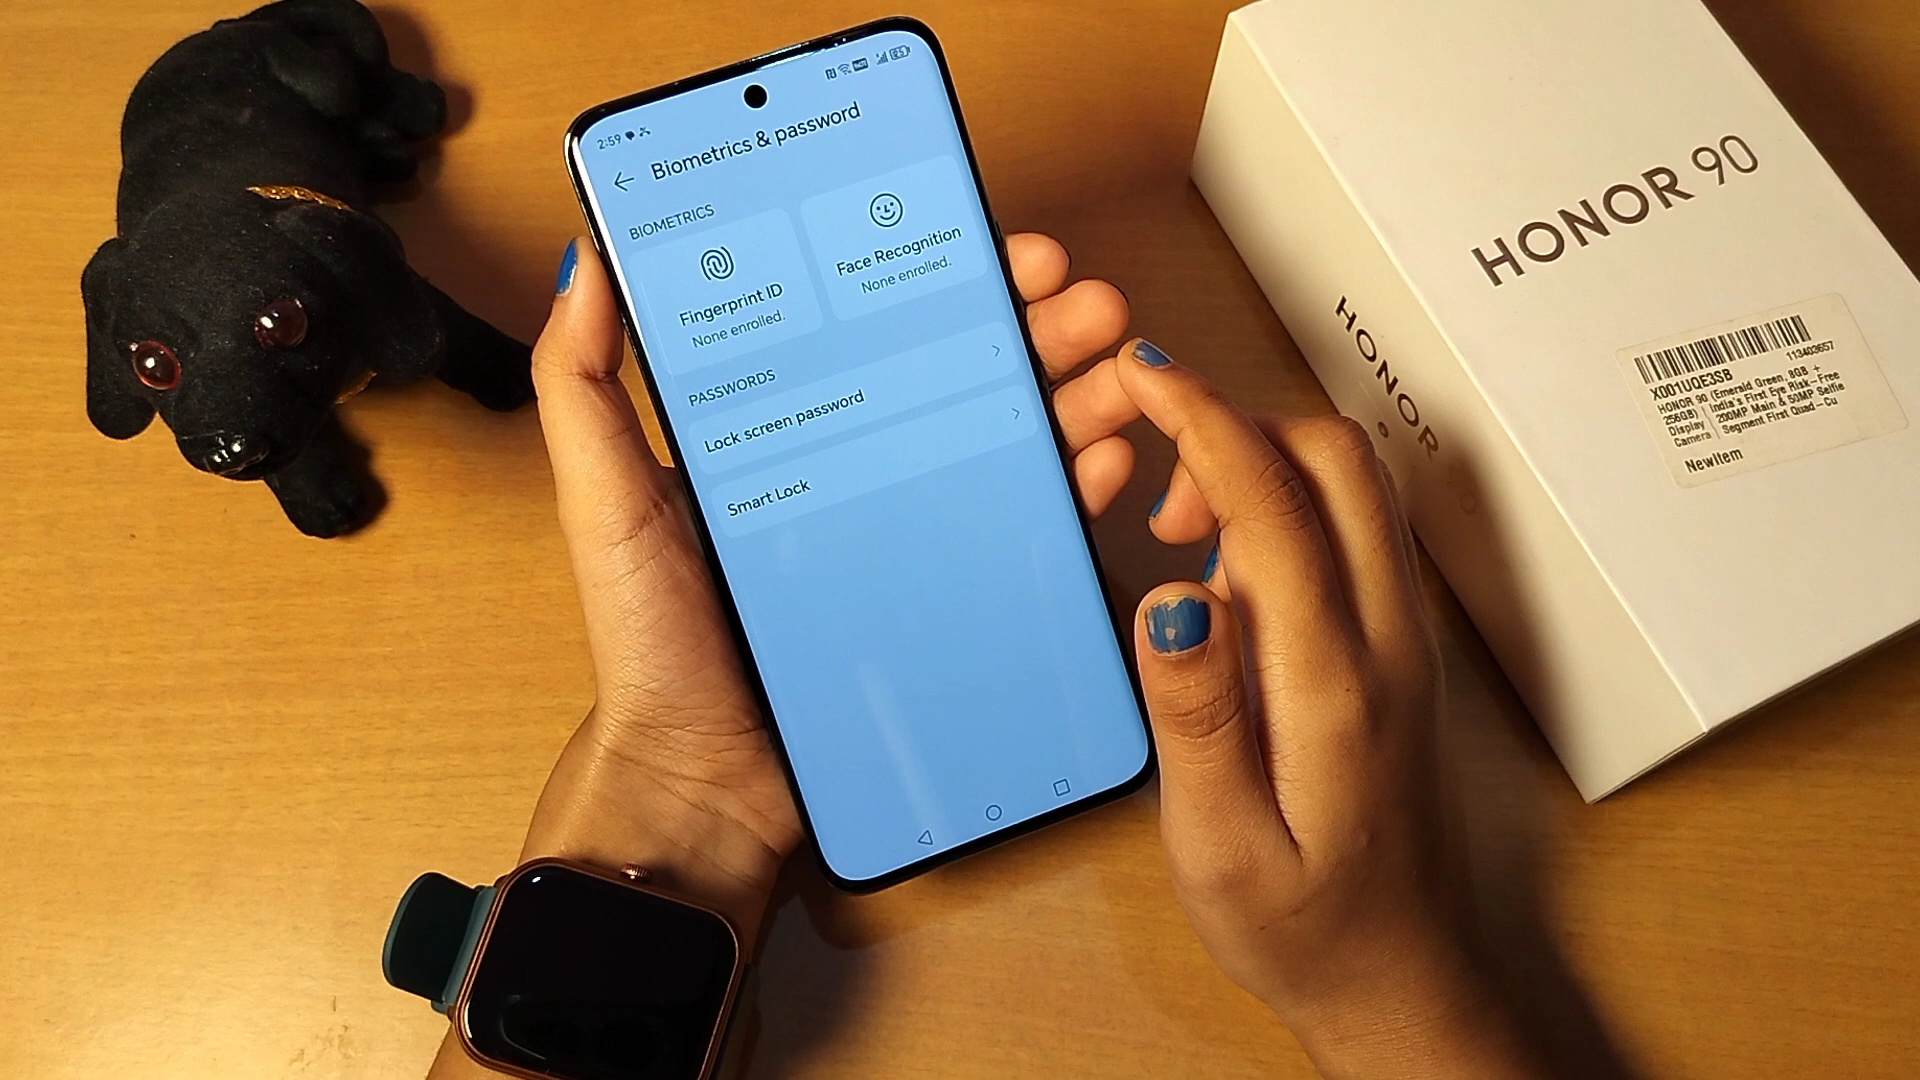 2:59
Biometrics & password
BIOMETRICS
Fingerprint ID
None enrolled.
Face Recognition
None enrolled.
PASSWORDS
Lock screen password
Smart Lock
HONOR 90
HONOR
113403657
X001UQE3SB
HONOR 90 (Emerald Green, 8GB +
256GB) | India's First Eye Risk-Free
Display | 200MP Main & 50MP Selfie
Camera | Segment First Quad-Cu
NewItem